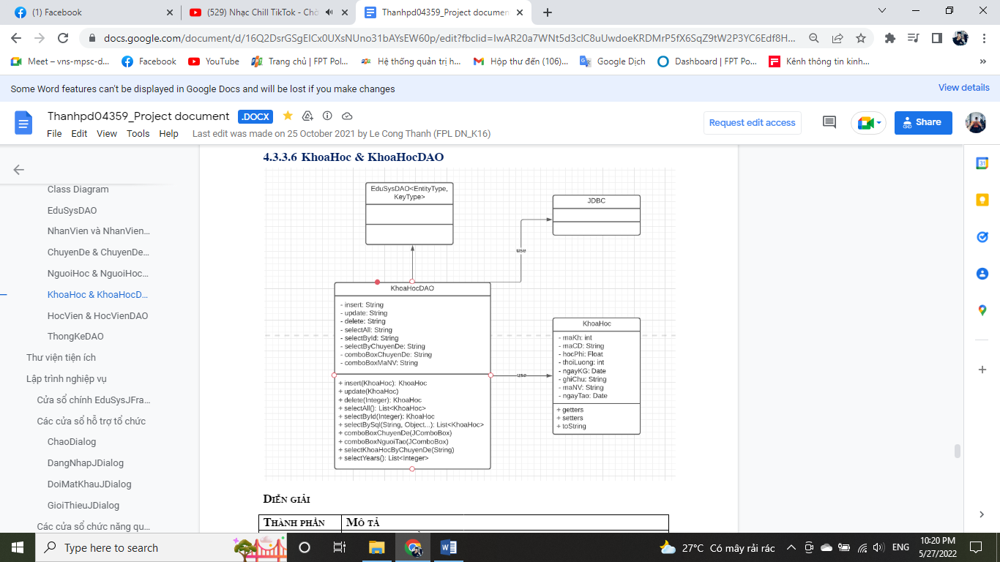 (1) Facebook
(529) Nhạc Chill TikTok - Chờ
Thanhpd04359_Project documen
docs.google.com/document/d/16Q2DsrGSgElCx0UXsNUno31bAYsEW60p/edit?fbclid=IwAR20a7WNt5d3clC8uUwdoeKRDMrP5fX6SqZ9tW2P3YC6Edf8H...
Meet – vns-mpsc-d...
Facebook
YouTube
Trang chủ | FPT Pol...
Hệ thống quản trị h...
Hộp thư đến (106)...
Google Dịch
Dashboard | FPT Po...
Kênh thông tin kinh...
»
Some Word features can't be displayed in Google Docs and will be lost if you make changes
View details
Thanhpd04359_Project document
.DOCX
Request edit access
Share
File Edit View Tools Help
Last edit was made on 25 October 2021 by Le Cong Thanh (FPL DN_K16)
Class Diagram
EduSysDAO
NhanVien và NhanVien...
ChuyenDe & ChuyenDe...
NguoiHoc & NguoiHoc...
KhoaHoc & KhoaHocD...
HocVien & HocVienDAO
ThongKeDAO
Thư viện tiện ích
Lập trình nghiệp vụ
Cửa sổ chính EduSysJFra...
Các cửa sổ hỗ trợ tổ chức
ChaoDialog
DangNhapJDialog
DoiMatKhauJDialog
GioiThieuJDialog
Các cửa sổ chức năng qu...
4.3.3.6 KhoaHoc & KhoaHocDAO
EduSysDAO<EntityType,
KeyType>
JDBC
use
KhoaHocDAO
- insert: String
- update: String
- delete: String
- selectAll: String
- selectById: String
- selectByChuyenDe: String
- comboBoxChuyenDe: String
- comboBoxMaNV: String
+ insert(KhoaHoc): KhoaHoc
+ update(KhoaHoc)
+ delete(Integer): KhoaHoc
+ selectAll(): List<KhoaHoc>
+ selectById(Integer): KhoaHoc
+ selectBySql(String, Object...): List<KhoaHoc>
+ comboBoxChuyenDe(JComboBox)
+ comboBoxNguoiTao(JComboBox)
+ selectKhoaHocByChuyenDe(String)
+ selectYears(): List<Integer>
use
KhoaHoc
- maKh: int
- maCD: String
- hocPhi: Float
- thoiLuong: int
- ngayKG: Date
- ghiChu: String
- maNV: String
- ngayTao: Date
+ getters
+ setters
+ toString
DIỄN GIẢI
THÀNH PHẦN
MÔ TẢ
31
Type here to search
27°C Có mây rải rác
ENG
10:20 PM
5/27/2022